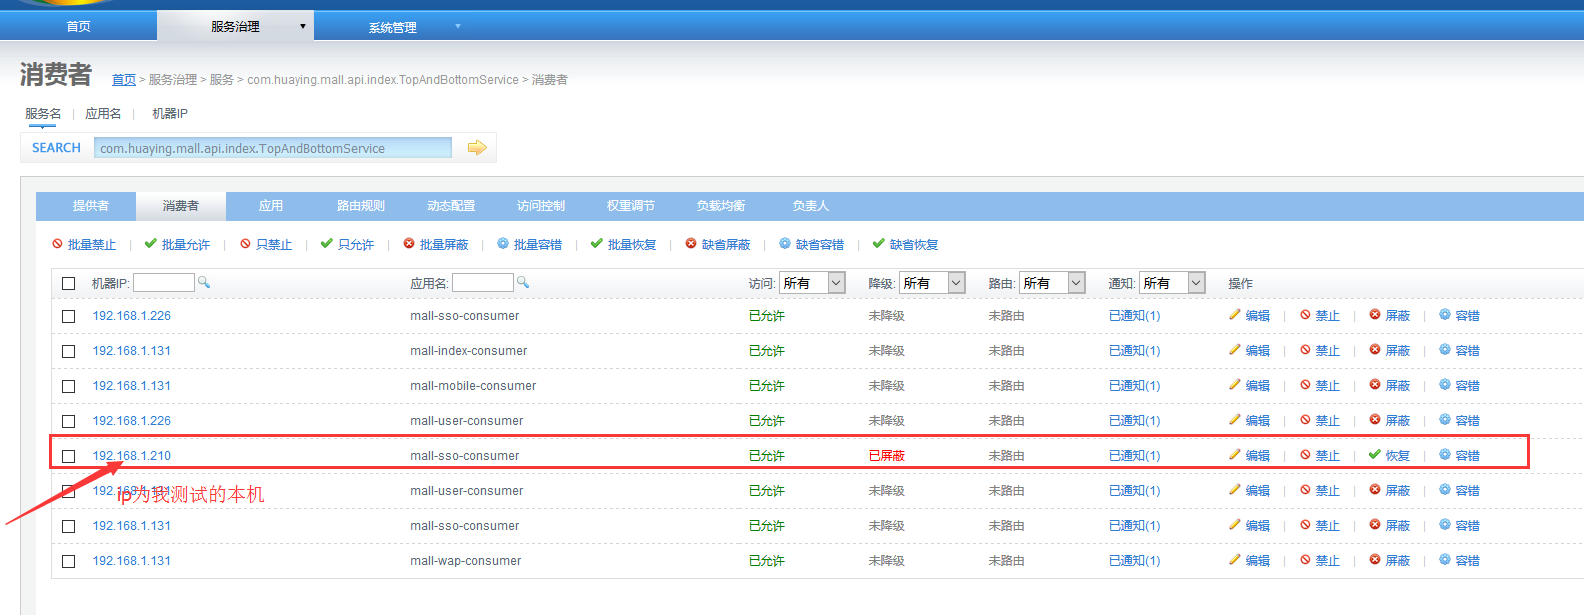 首页 服务治理 系统管理
消费者 首页 > 服务治理 > 服务 > com.huaying.mall.api.index.TopAndBottomService > 消费者
服务名 | 应用名 | 机器IP
SEARCH com.huaying.mall.api.index.TopAndBottomService
提供者 消费者 应用 路由规则 动态配置 访问控制 权重调节 负载均衡 负责人
批量禁止 | 批量允许 | 只禁止 | 只允许 | 批量屏蔽 | 批量容错 | 批量恢复 | 缺省屏蔽 | 缺省容错 | 缺省恢复
机器IP: 应用名: 访问: 所有 降级: 所有 路由: 所有 通知: 所有 操作
192.168.1.226 mall-sso-consumer 已允许 未降级 未路由 已通知(1) 编辑 | 禁止 | 屏蔽 | 容错
192.168.1.131 mall-index-consumer 已允许 未降级 未路由 已通知(1) 编辑 | 禁止 | 屏蔽 | 容错
192.168.1.131 mall-mobile-consumer 已允许 未降级 未路由 已通知(1) 编辑 | 禁止 | 屏蔽 | 容错
192.168.1.226 mall-user-consumer 已允许 未降级 未路由 已通知(1) 编辑 | 禁止 | 屏蔽 | 容错
192.168.1.210 mall-sso-consumer 已允许 已屏蔽 未路由 已通知(1) 编辑 | 禁止 | 恢复 | 容错
ip为我测试的本机
mall-user-consumer 已允许 未降级 未路由 已通知(1) 编辑 | 禁止 | 屏蔽 | 容错
192.168.1.131 mall-sso-consumer 已允许 未降级 未路由 已通知(1) 编辑 | 禁止 | 屏蔽 | 容错
192.168.1.131 mall-wap-consumer 已允许 未降级 未路由 已通知(1) 编辑 | 禁止 | 屏蔽 | 容错